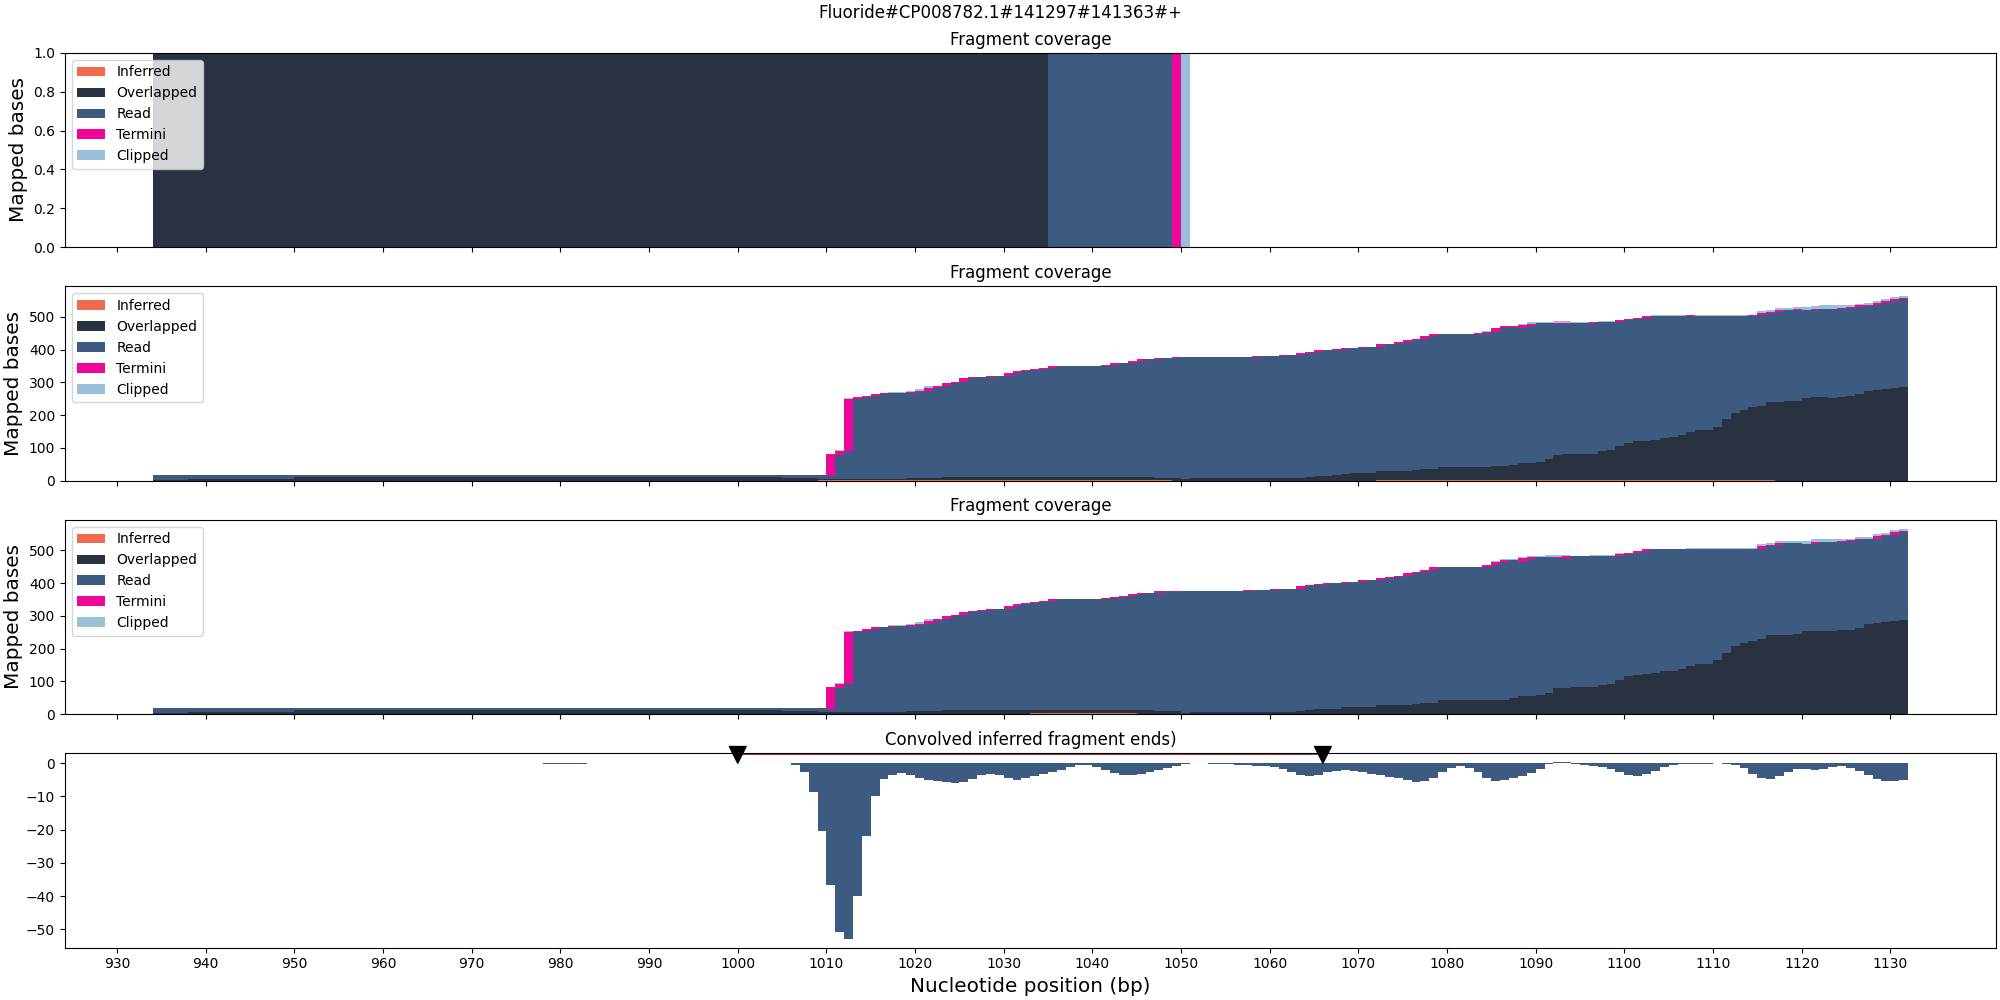 Fluoride#CP008782.1#141297#141363#+
Fragment coverage
1.0
0.8
0.6
0.4
0.2
0.0
Mapped bases
Inferred
Overlapped
Read
Termini
Clipped
Fragment coverage
500
400
300
200
100
0
Mapped bases
Inferred
Overlapped
Read
Termini
Clipped
Fragment coverage
500
400
300
200
100
0
Mapped bases
Inferred
Overlapped
Read
Termini
Clipped
Convolved inferred fragment ends)
0
−10
−20
−30
−40
−50
930 940 950 960 970 980 990 1000 1010 1020 1030 1040 1050 1060 1070 1080 1090 1100 1110 1120 1130
Nucleotide position (bp)